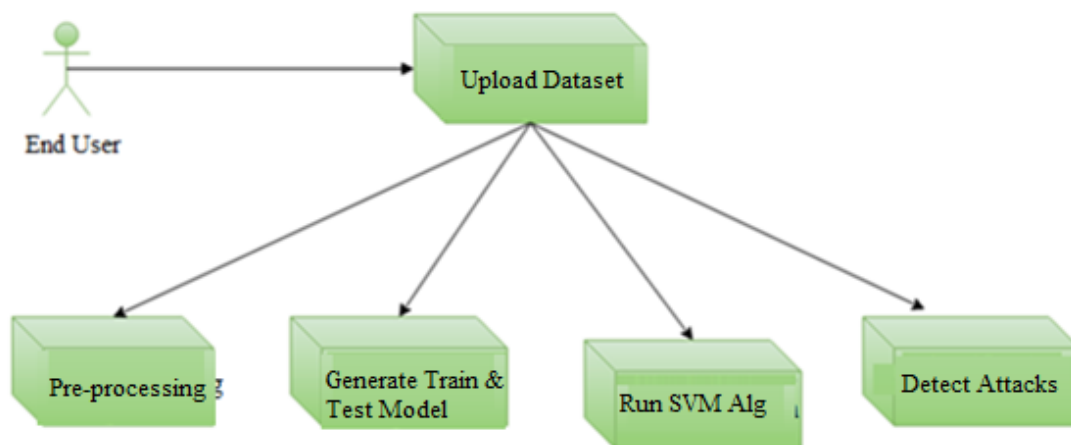 Upload Dataset
End User
Pre-processing
Generate Train &
Test Model
Run SVM Alg
Detect Attacks